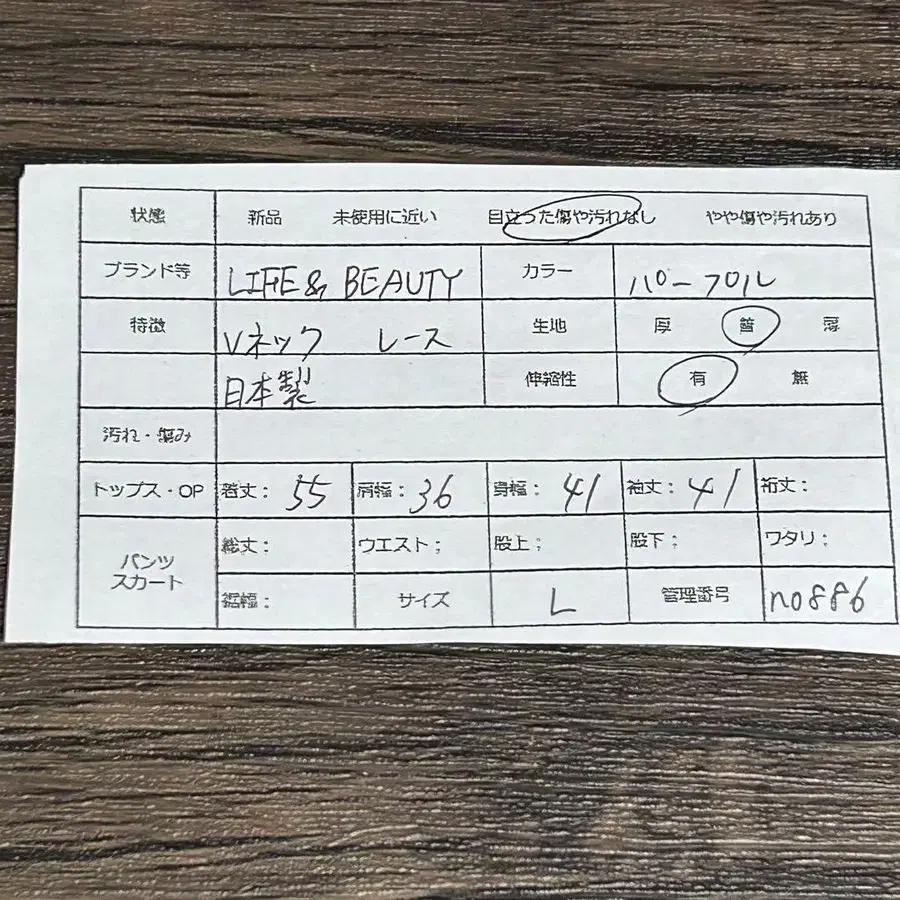 状態 新品 未使用に近い 目立った傷や汚れなし やや傷や汚れあり
ブランド等 LIFE & BEAUTY カラー パープル
特徴 Vネック レース 生地 厚 普 薄
日本製 伸縮性 有 無
汚れ・傷み
トップス・OP 着丈: 55 肩幅: 36 身幅: 41 袖丈: 41 裄丈:
パンツ スカート 総丈: ウエスト; 股上; 股下; ワタリ;
裾幅: サイズ L 管理番号 no886